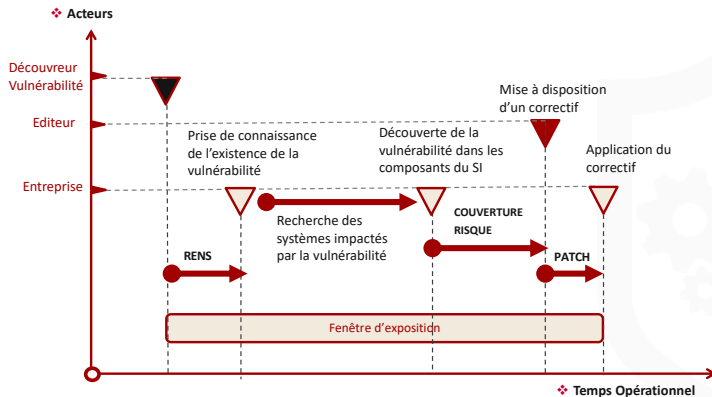 ❖ Acteurs
Découvreur
Vulnérabilité
Editeur
Entreprise
Mise à disposition
d'un correctif
Prise de connaissance
de l'existence de la
vulnérabilité
Découverte de la
vulnérabilité dans les
composants du SI
Application du
correctif
Recherche des
systèmes impactés
par la vulnérabilité
COUVERTURE
RISQUE
RENS
PATCH
Fenêtre d'exposition
❖ Temps Opérationnel